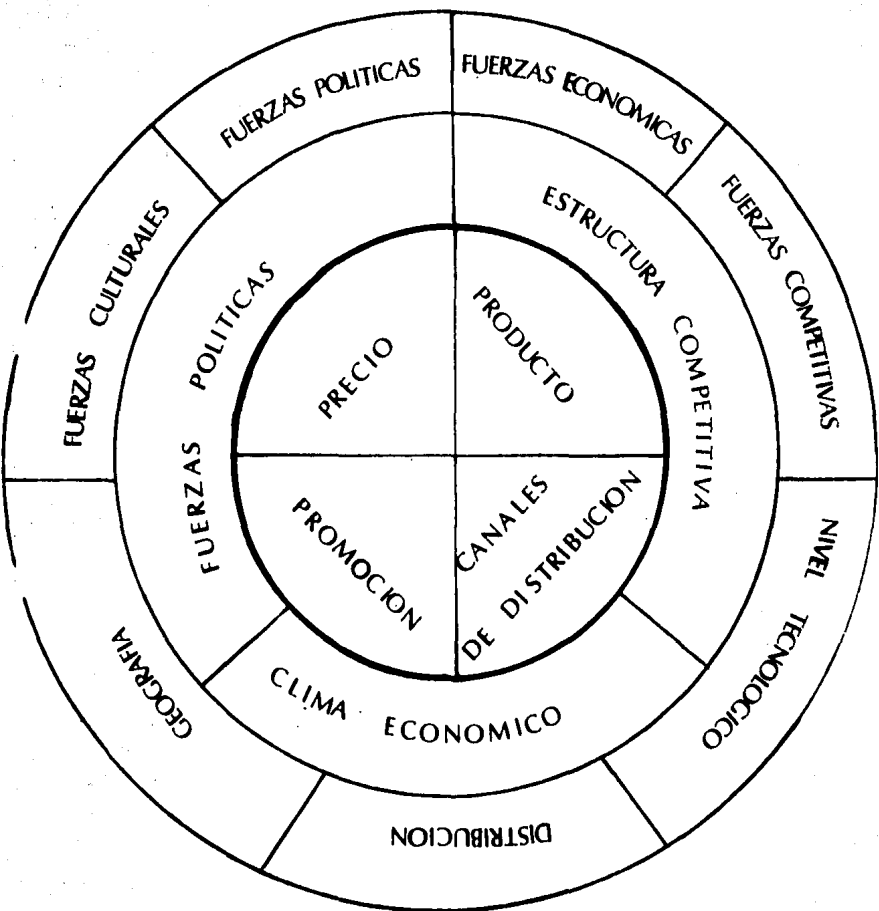 FUERZAS POLITICAS
FUERZAS ECONOMICAS
FUERZAS COMPETITIVAS
NIVEL TECNOLOGICO
DISTRIBUCION
GEOGRAFIA
FUERZAS CULTURALES
FUERZAS POLITICAS
ESTRUCTURA COMPETITIVA
CLIMA ECONOMICO
PRECIO
PRODUCTO
PROMOCION
CANALES
DE DISTRIBUCION